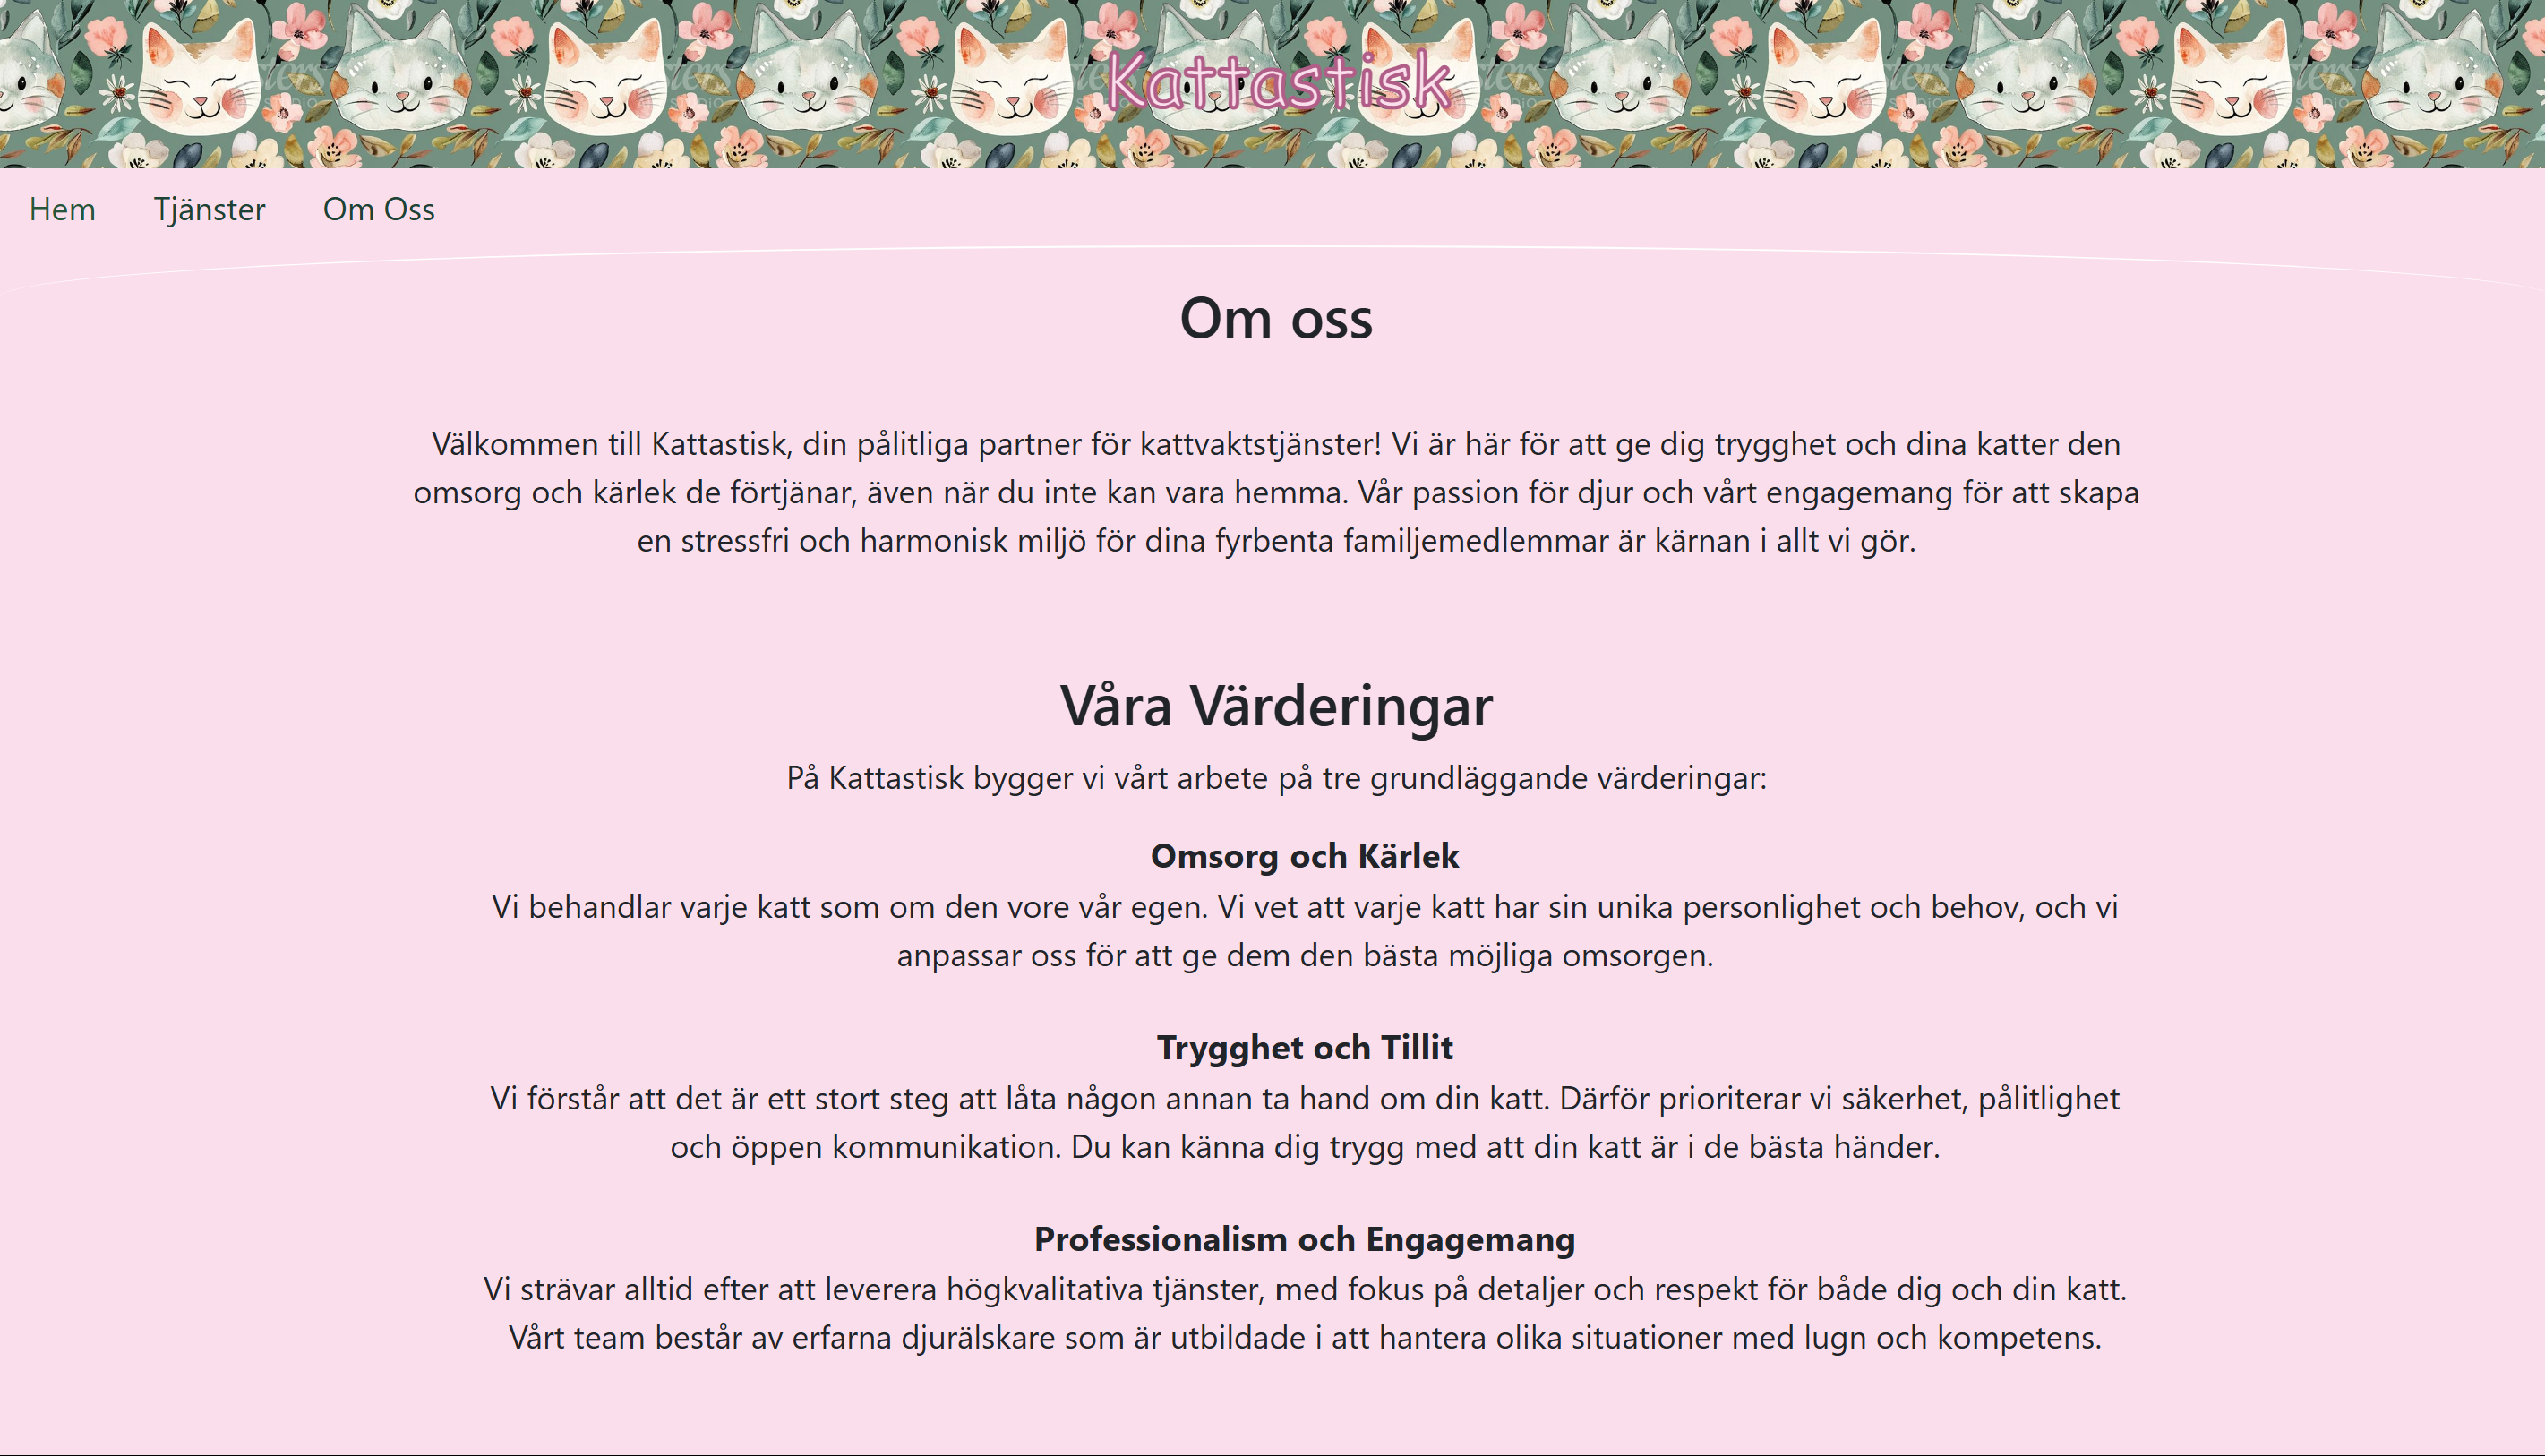 Kattastisk
Hem Tjänster Om Oss
Om oss
Välkommen till Kattastisk, din pålitliga partner för kattvaktstjänster! Vi är här för att ge dig trygghet och dina katter den
omsorg och kärlek de förtjänar, även när du inte kan vara hemma. Vår passion för djur och vårt engagemang för att skapa
en stressfri och harmonisk miljö för dina fyrbenta familjemedlemmar är kärnan i allt vi gör.
Våra Värderingar
På Kattastisk bygger vi vårt arbete på tre grundläggande värderingar:
Omsorg och Kärlek
Vi behandlar varje katt som om den vore vår egen. Vi vet att varje katt har sin unika personlighet och behov, och vi
anpassar oss för att ge dem den bästa möjliga omsorgen.
Trygghet och Tillit
Vi förstår att det är ett stort steg att låta någon annan ta hand om din katt. Därför prioriterar vi säkerhet, pålitlighet
och öppen kommunikation. Du kan känna dig trygg med att din katt är i de bästa händer.
Professionalism och Engagemang
Vi strävar alltid efter att leverera högkvalitativa tjänster, med fokus på detaljer och respekt för både dig och din katt.
Vårt team består av erfarna djurälskare som är utbildade i att hantera olika situationer med lugn och kompetens.